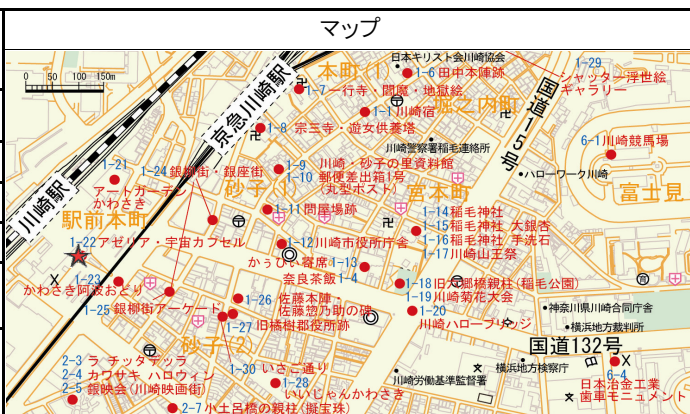 マップ
0 50 100 150m
日本キリスト会川崎協会
1-6 田中本陣跡
本町(1)
1-7 一行寺・閻魔・地獄絵
1-29
シャッター浮世絵
ギャラリー
京急川崎駅
1-1 川崎宿
堀之内町
国道15号
1-8 宗三寺・遊女供養塔
川崎警察署稲毛連絡所
6-1 川崎競馬場
1-21
アートガーデン
かわさき
1-24 銀柳街・銀座街
1-9 川崎・砂子の里資料館
1-10 郵便差出箱1号
(丸型ポスト)
ハローワーク川崎
川崎駅
砂子 1
宮本町
富士見
駅前本町
1-11 問屋場跡
1-14 稲毛神社
1-15 稲毛神社 大銀杏
1-16 稲毛神社 手洗石
1-17 川崎山王祭
1-22 アゼリア・宇宙カプセル
1-12 川崎市役所庁舎
かわさき寄席 1-13
奈良茶飯 1-4
1-23
かわさき阿波おどり
1-18 旧大郷橋親柱(稲毛公園)
1-19 川崎菊花大会
1-20
川崎ハローブリッジ
1-25 銀柳街アーケード
1-26 佐藤本陣・
佐藤惣乃助の碑
1-27 旧橘樹郡役所跡
神奈川県川崎合同庁舎
横浜地方裁判所
国道132号
砂子 2
2-3 ラ チッタデッラ
2-4 カワサキ ハロウィン
2-5 銀映会(川崎映画街)
1-30 いさご通り
1-28
いいじゃんかわさき
横浜地方検察庁
川崎労働基準監督署
6-4
日本冶金工業
歯車モニュメント
2-7 小土呂橋の親柱(擬宝珠)